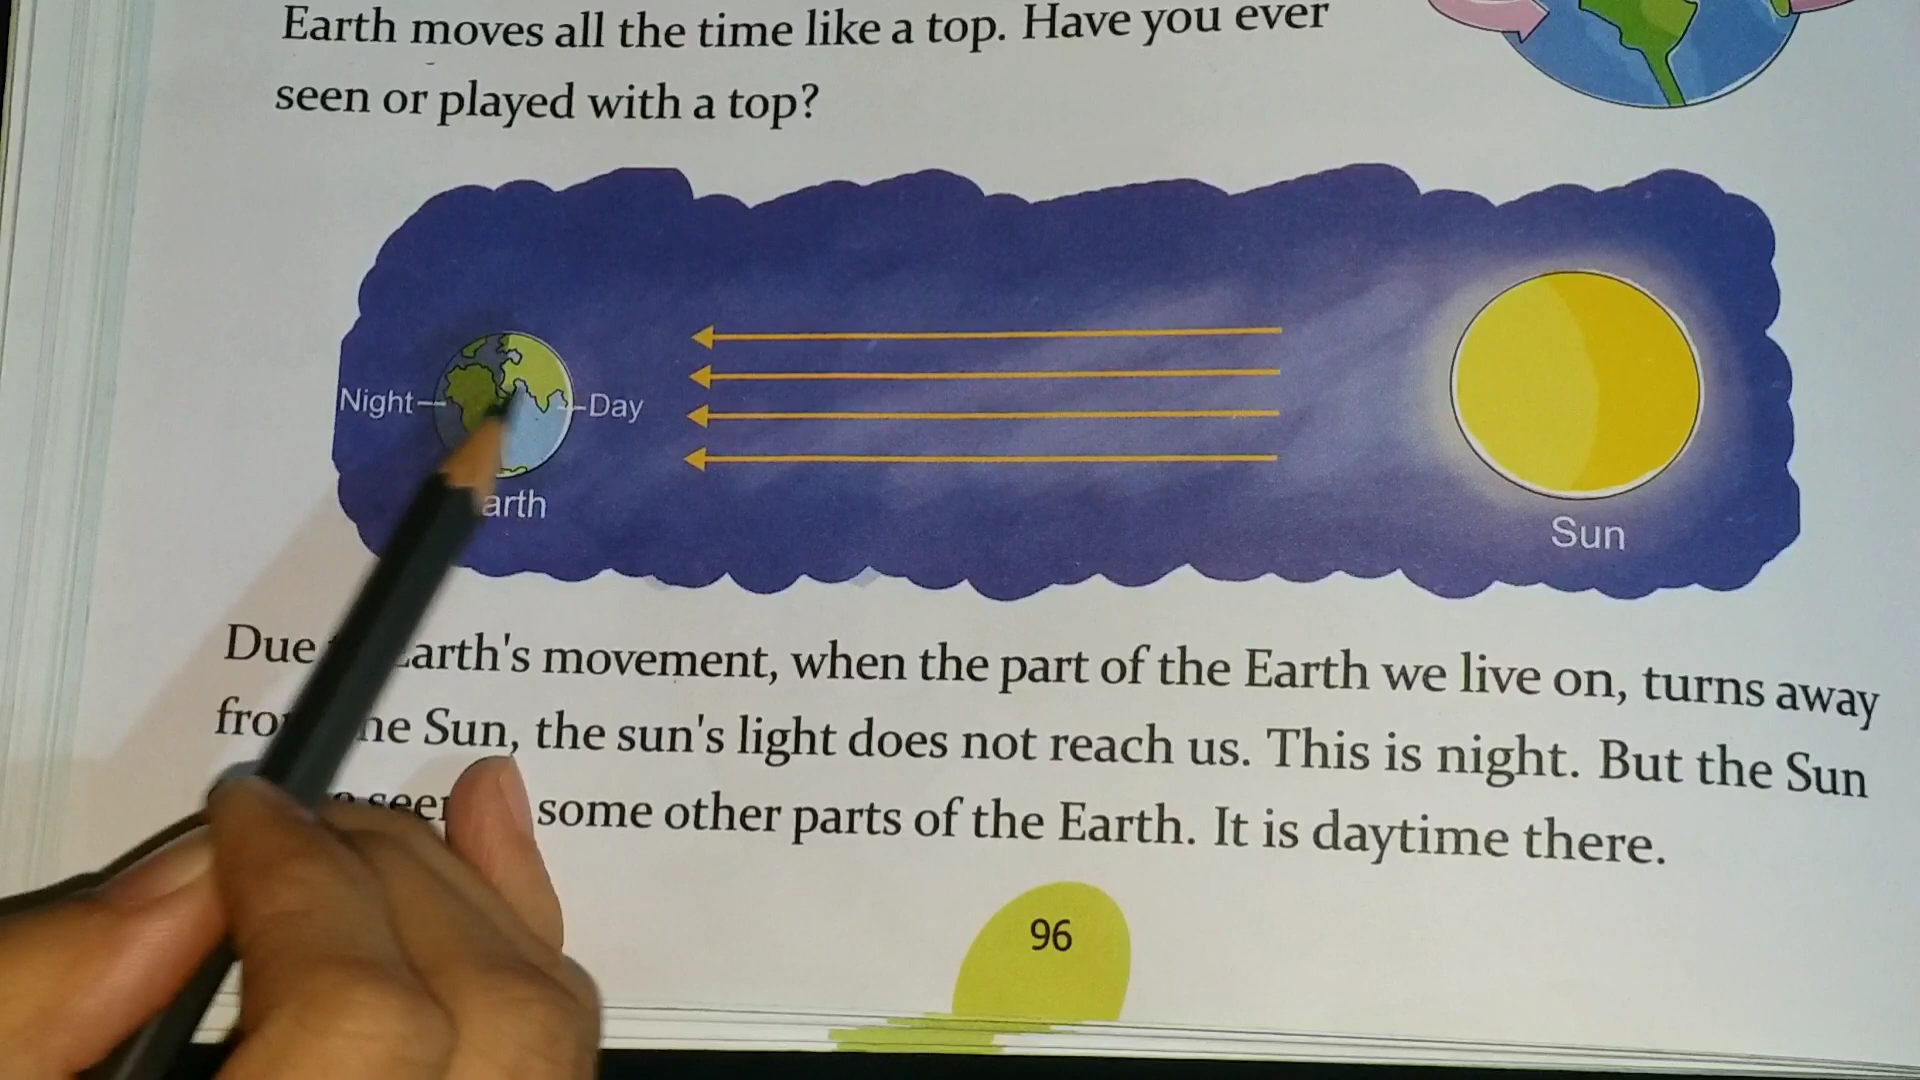 Earth moves all the time like a top. Have you ever
seen or played with a top?
Night
Day
arth
Sun
Due Earth's movement, when the part of the Earth we live on, turns away
the Sun, the sun's light does not reach us. This is night. But the Sun
some other parts of the Earth. It is daytime there.
96